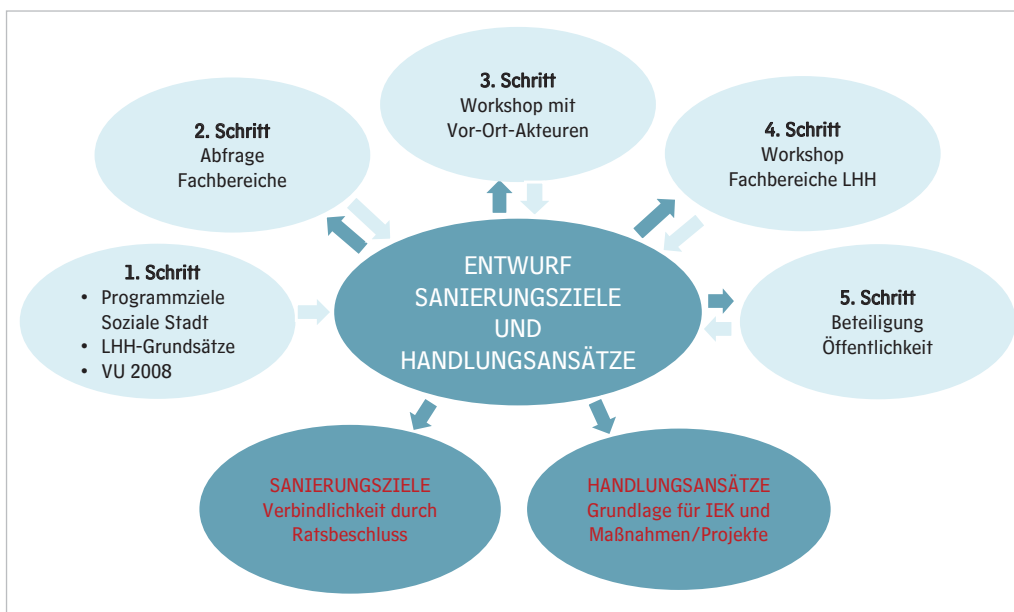 1. Schritt
• Programmziele
Soziale Stadt
• LHH-Grundsätze
• VU 2008
2. Schritt
Abfrage
Fachbereiche
3. Schritt
Workshop mit
Vor-Ort-Akteuren
4. Schritt
Workshop
Fachbereiche LHH
5. Schritt
Beteiligung
Öffentlichkeit
ENTWURF
SANIERUNGSZIELE
UND
HANDLUNGSANSÄTZE
SANIERUNGSZIELE
Verbindlichkeit durch
Ratsbeschluss
HANDLUNGSANSÄTZE
Grundlage für IEK und
Maßnahmen/Projekte